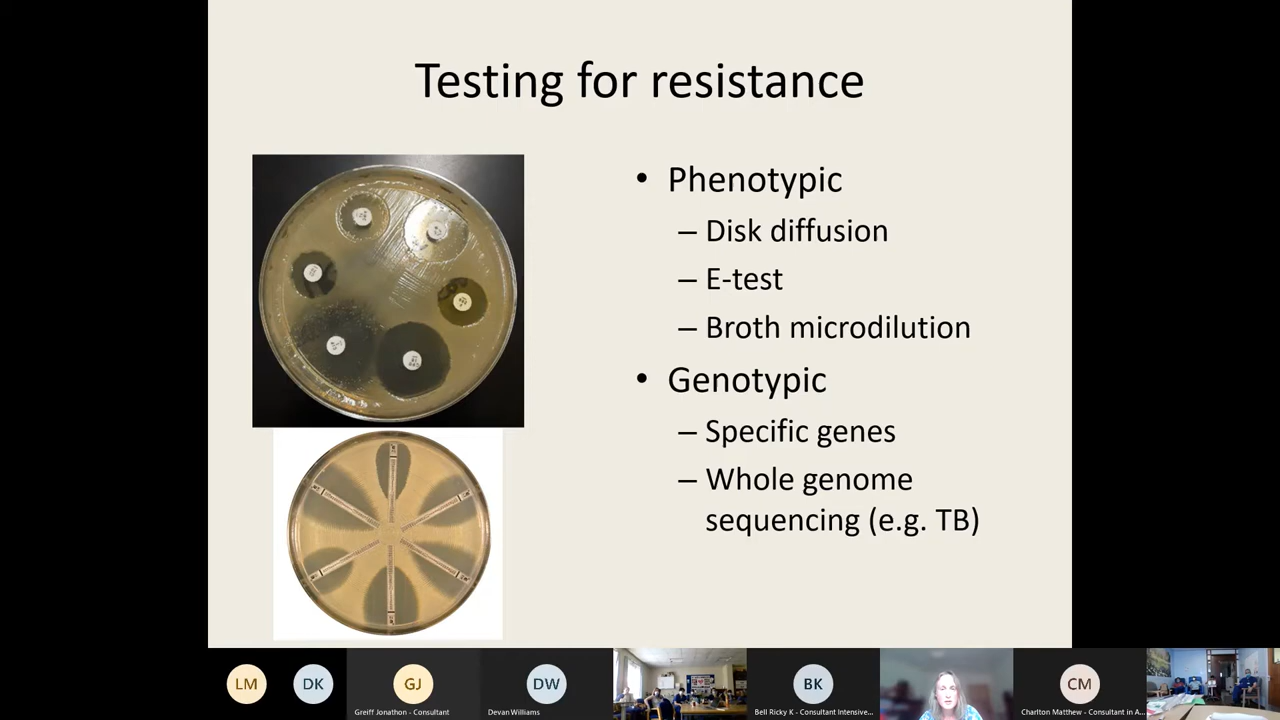 Testing for resistance
• Phenotypic
– Disk diffusion
– E-test
– Broth microdilution
• Genotypic
– Specific genes
– Whole genome
sequencing (e.g. TB)
LM
DK
GJ
Greiff Jonathon - Consultant
DW
Devan Williams
BK
Bell Ricky K - Consultant Intensive...
CM
Charlton Matthew - Consultant in A...